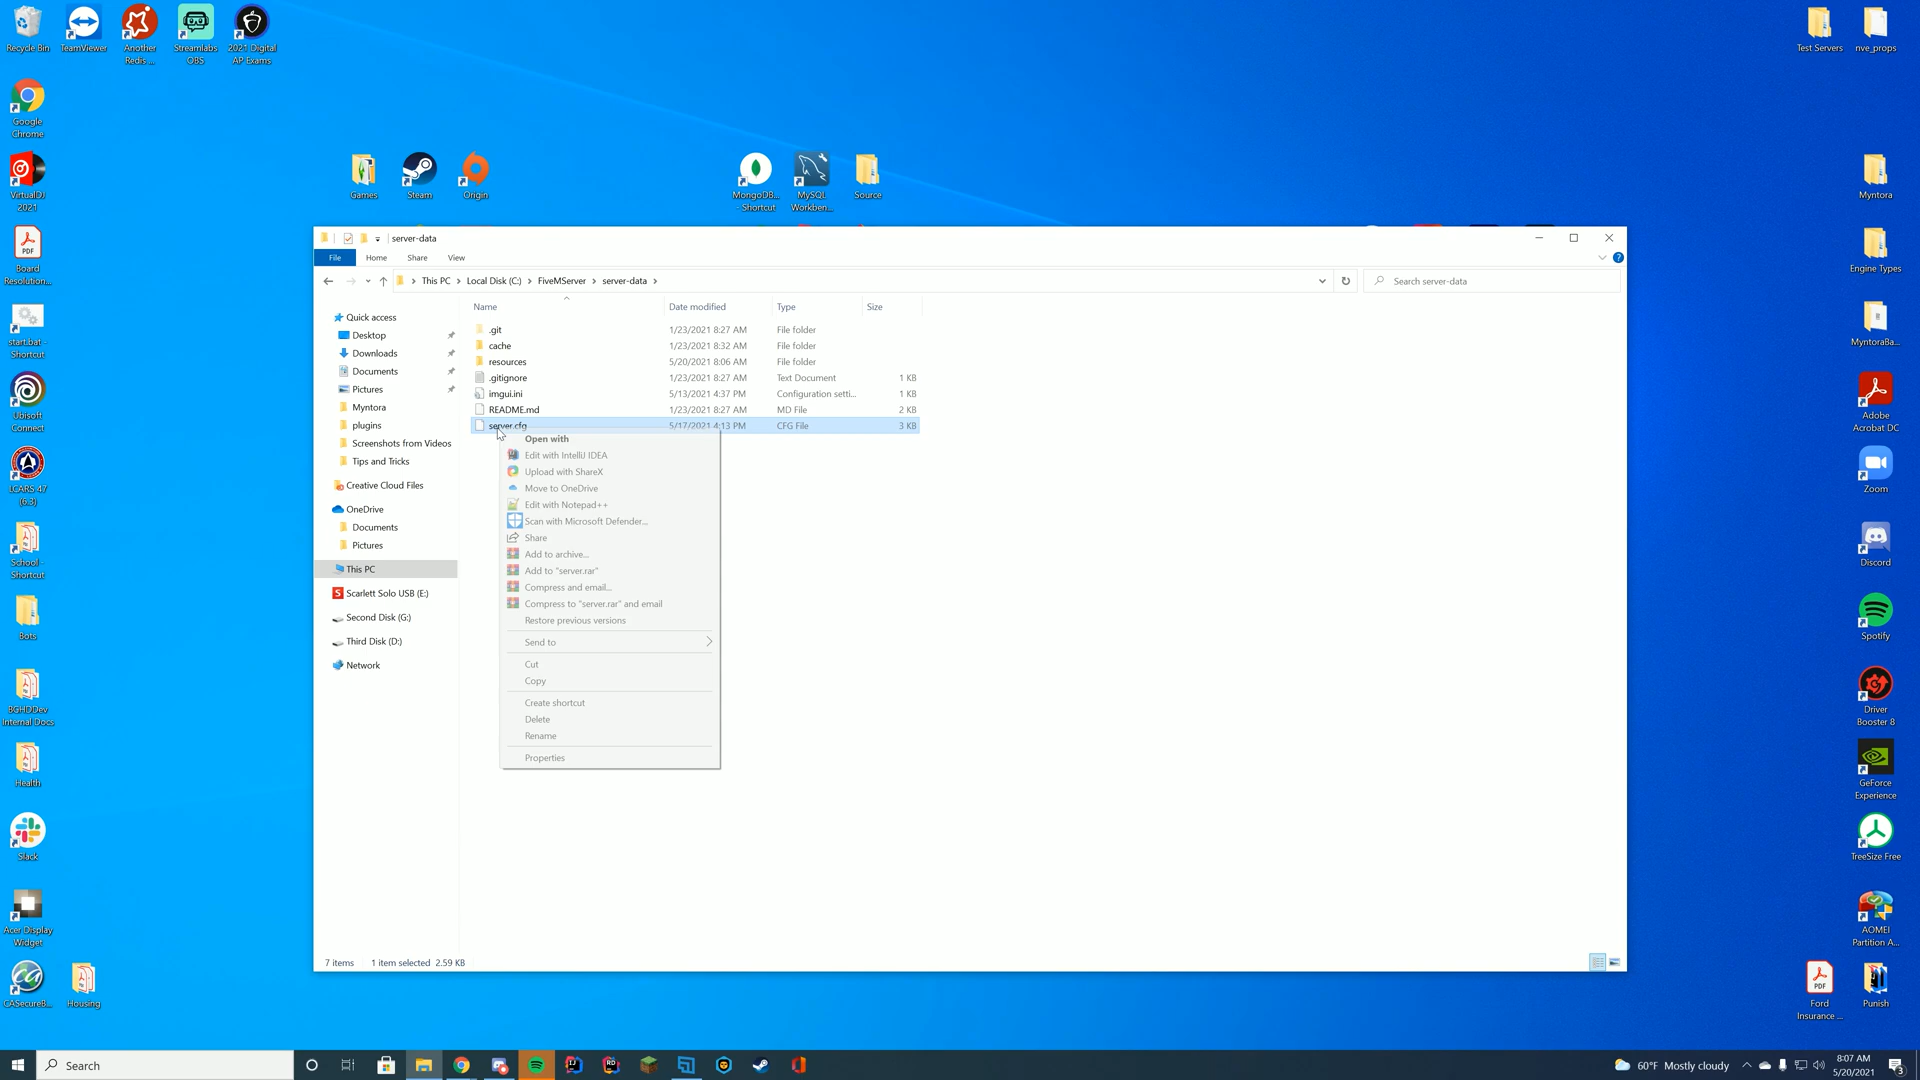 Recycle Bin
TeamViewer
Another
Redis ...
Streamlabs
OBS
2021 Digital
AP Exams
Test Servers
nve_props
Google
Chrome
VirtualDJ
2021
Games
Steam
Origin
MongoDB...
- Shortcut
MySQL
Workben...
Source
Myntora
Board
Resolution...
Engine Types
start.bat -
Shortcut
MyntoraBa...
Ubisoft
Connect
Adobe
Acrobat DC
LCARS 47
(6.3)
Zoom
School -
Shortcut
Discord
Bots
Spotify
BGHDDev
Internal Docs
Driver
Booster 8
Health
GeForce
Experience
Slack
TreeSize Free
Acer Display
Widget
AOMEI
Partition A...
CASecureB...
Housing
Ford
Insurance ...
Punish
server-data
File
Home
Share
View
This PC
Local Disk (C:)
FiveMServer
server-data
Search server-data
Name
Date modified
Type
Size
Quick access
Desktop
Downloads
Documents
Pictures
Myntora
plugins
Screenshots from Videos
Tips and Tricks
Creative Cloud Files
OneDrive
Documents
Pictures
This PC
Scarlett Solo USB (E:)
Second Disk (G:)
Third Disk (D:)
Network
.git 1/23/2021 8:27 AM File folder
cache 1/23/2021 8:32 AM File folder
resources 5/20/2021 8:06 AM File folder
.gitignore 1/23/2021 8:27 AM Text Document 1 KB
imgui.ini 5/13/2021 4:37 PM Configuration setti... 1 KB
README.md 1/23/2021 8:27 AM MD File 2 KB
server.cfg 5/17/2021 4:13 PM CFG File 3 KB
Open with
Edit with IntelliJ IDEA
Upload with ShareX
Move to OneDrive
Edit with Notepad++
Scan with Microsoft Defender...
Share
Add to archive...
Add to "server.rar"
Compress and email...
Compress to "server.rar" and email
Restore previous versions
Send to
Cut
Copy
Create shortcut
Delete
Rename
Properties
7 items
1 item selected 2.59 KB
Search
60°F Mostly cloudy
8:07 AM
5/20/2021
3